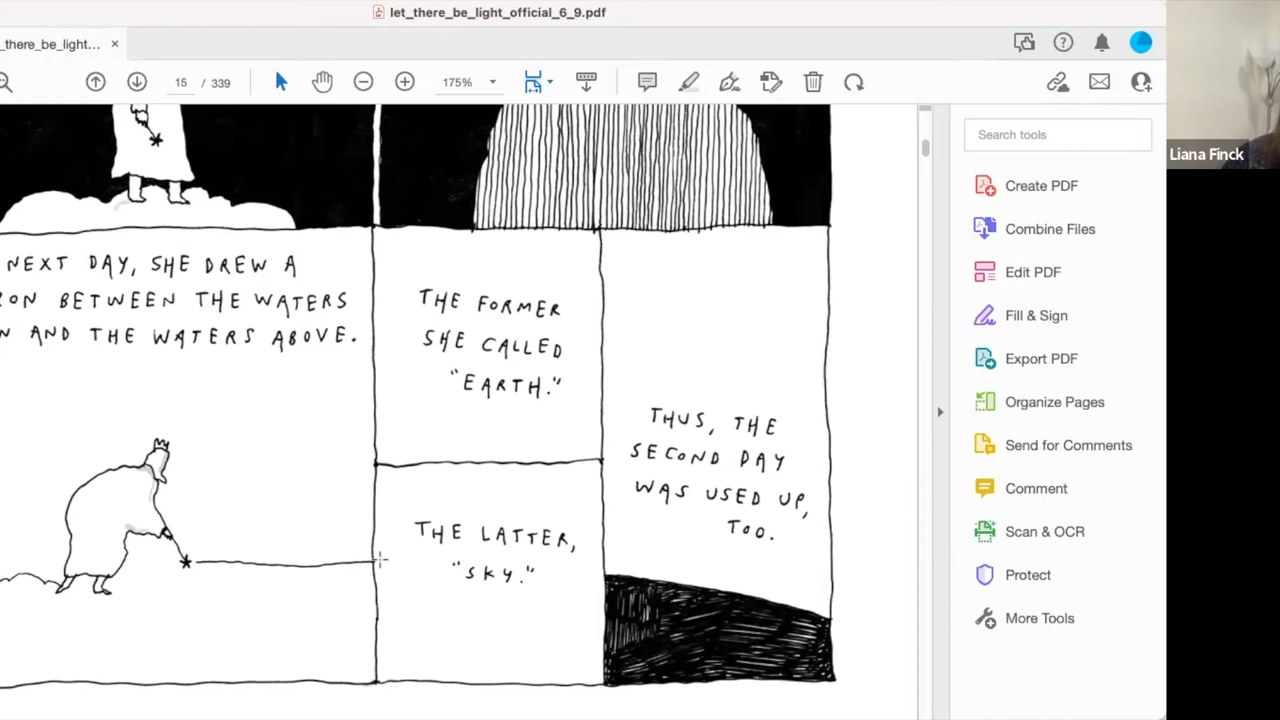 let_there_be_light_official_6_9.pdf
_there_be_light...
15 / 339
175%
NEXT DAY, SHE DREW A
ZON BETWEEN THE WATERS
AND THE WATERS ABOVE.
THE FORMER
SHE CALLED
"EARTH."
THE LATTER,
"SKY."
THUS, THE
SECOND DAY
WAS USED UP,
TOO.
Search tools
Create PDF
Combine Files
Edit PDF
Fill & Sign
Export PDF
Organize Pages
Send for Comments
Comment
Scan & OCR
Protect
More Tools
Liana Finck